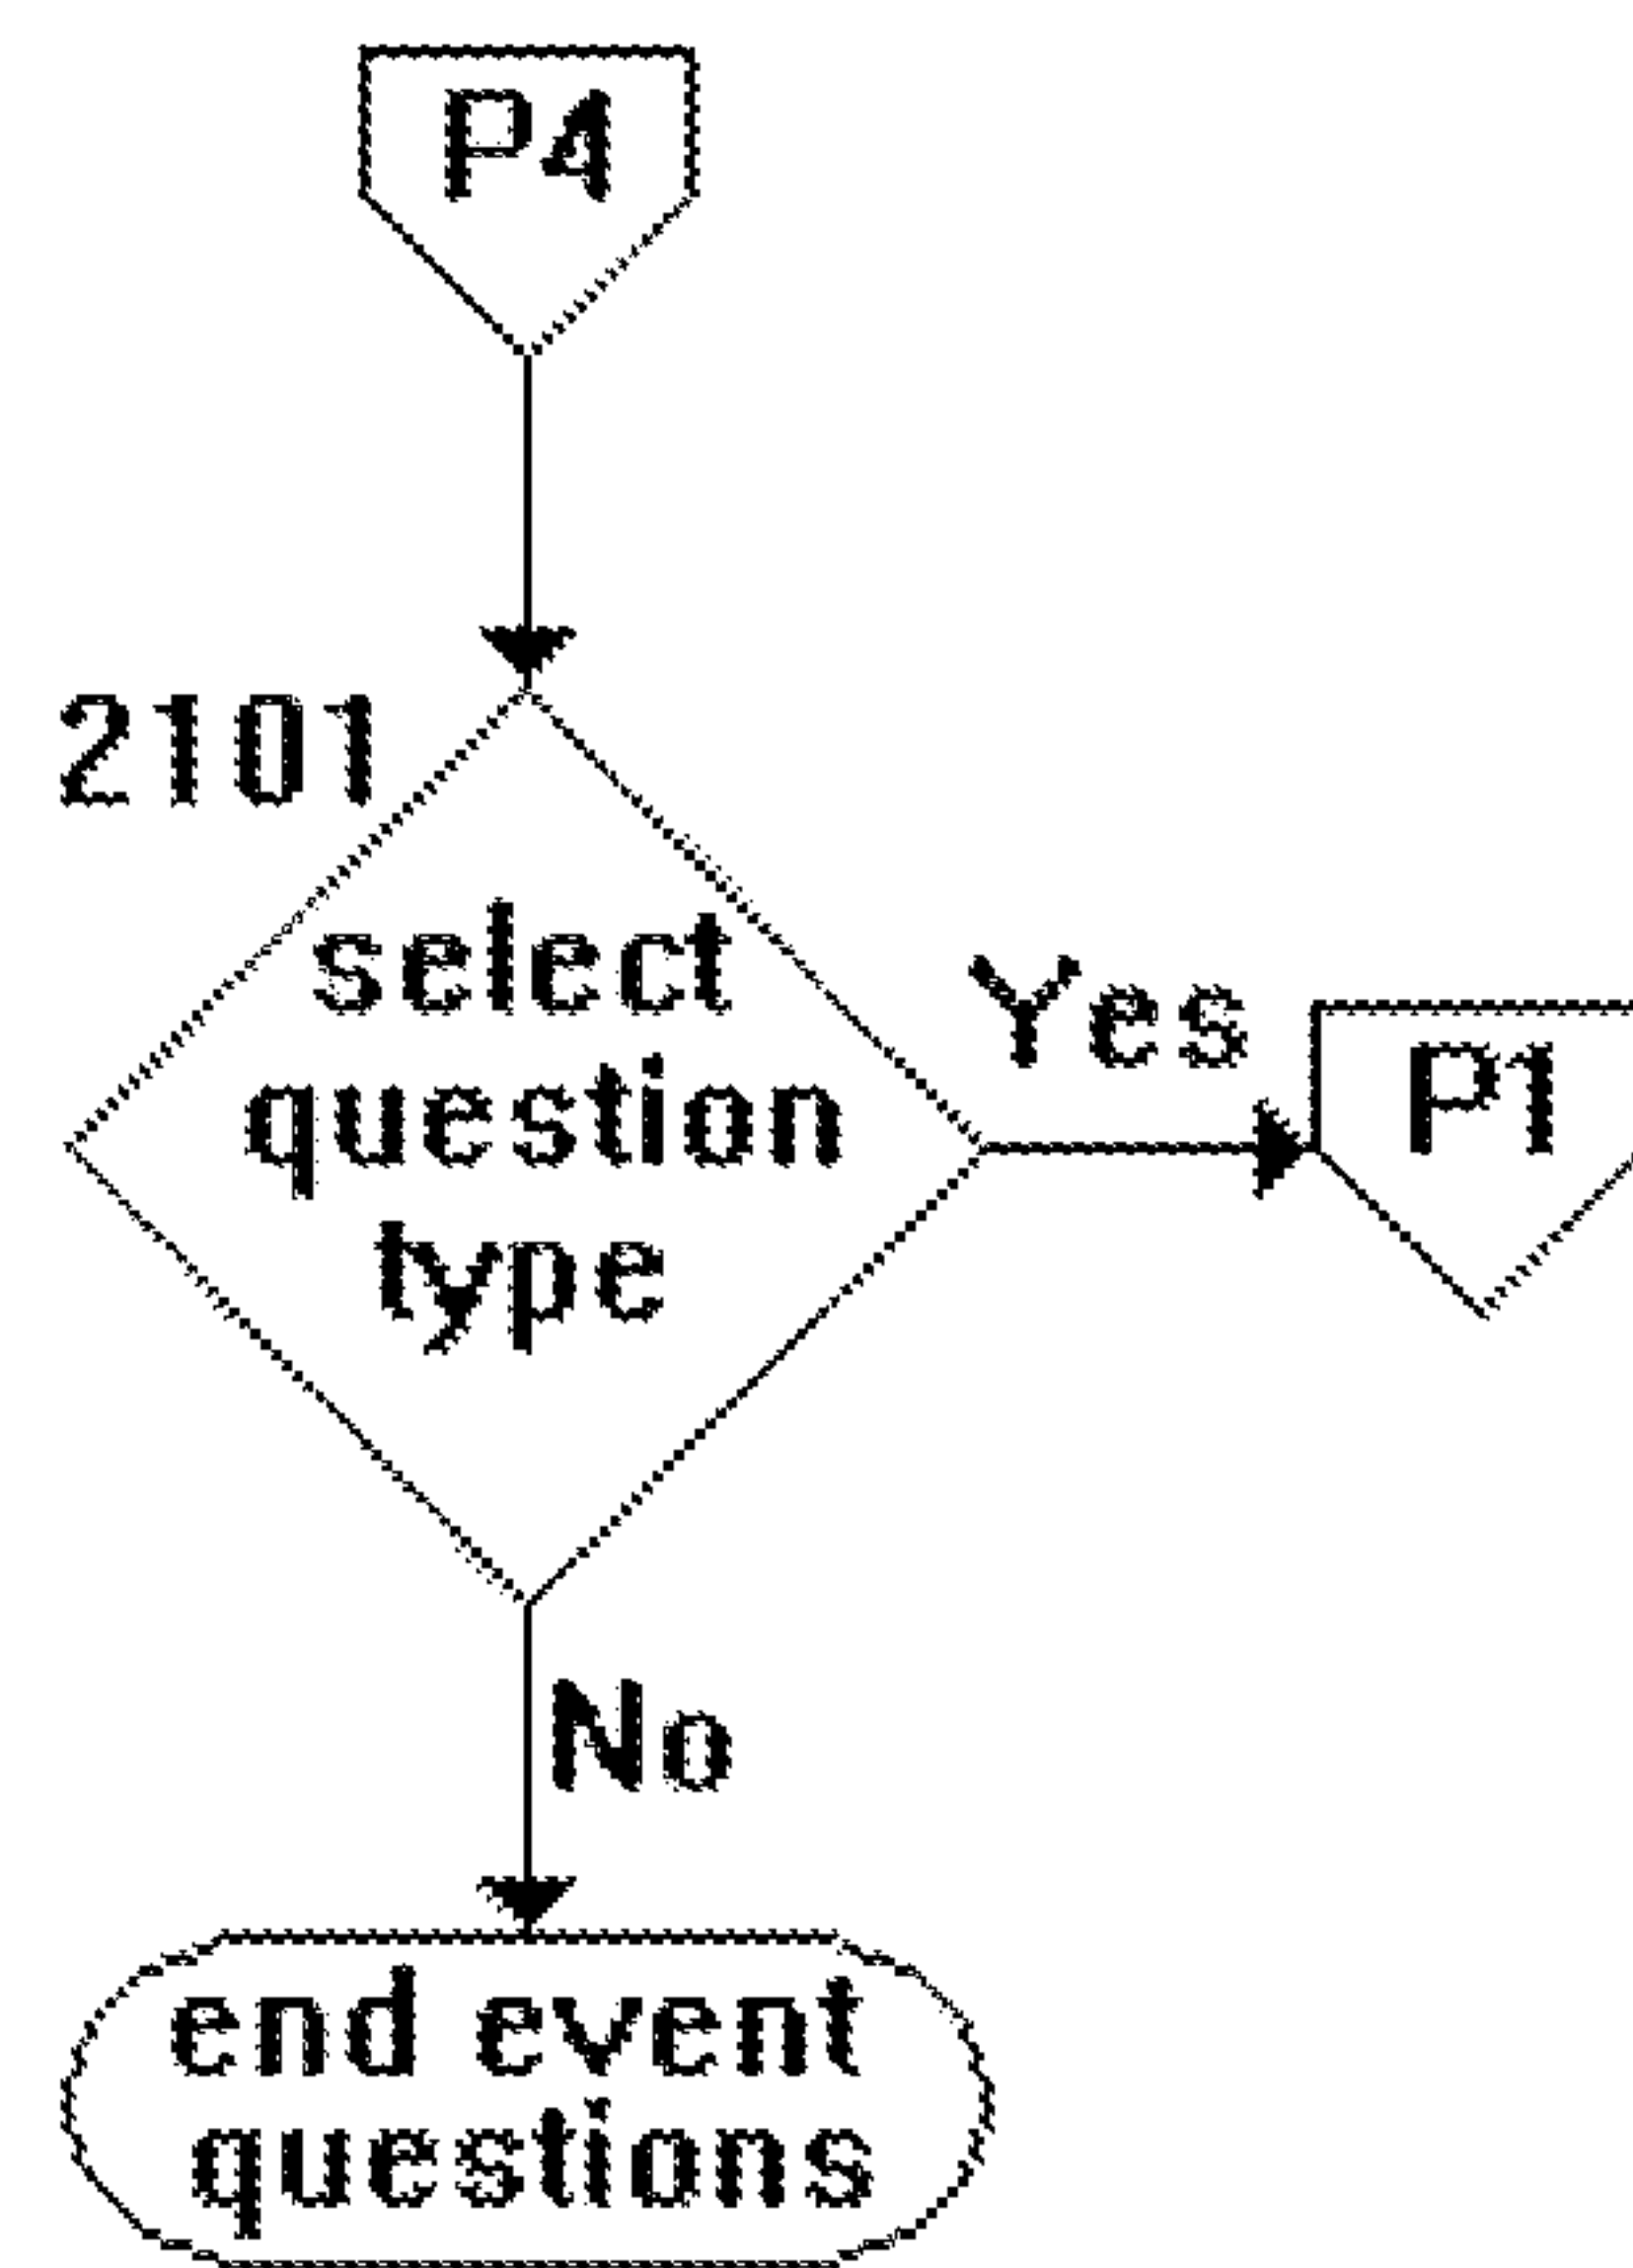 P4
2101
select
question
type
Yes
P1
No
end event
questions